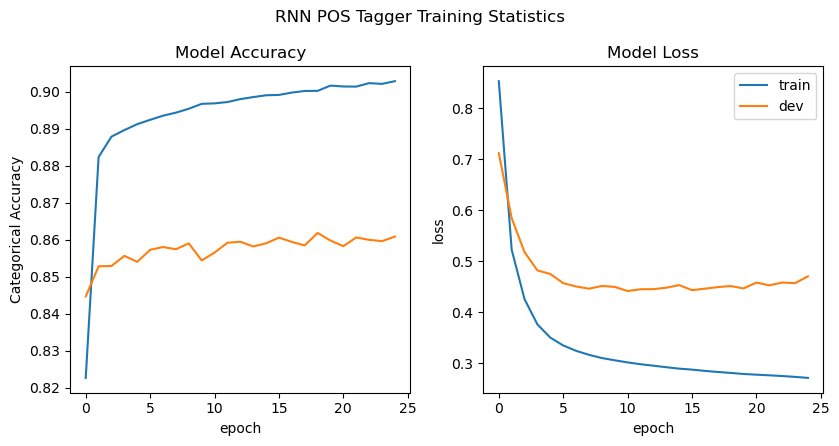 RNN POS Tagger Training Statistics
Model Accuracy
Categorical Accuracy
0.90
0.89
0.88
0.87
0.86
0.85
0.84
0.83
0.82
0 5 10 15 20 25
epoch
Model Loss
train
dev
loss
0.8
0.7
0.6
0.5
0.4
0.3
0 5 10 15 20 25
epoch